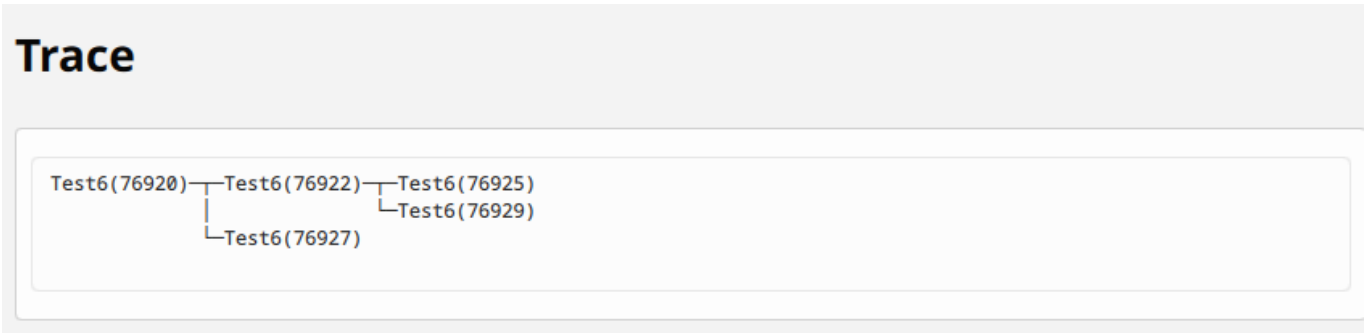 Trace
Test6(76920)─┬─Test6(76922)─┬─Test6(76925)
             │              └─Test6(76929)
             └─Test6(76927)